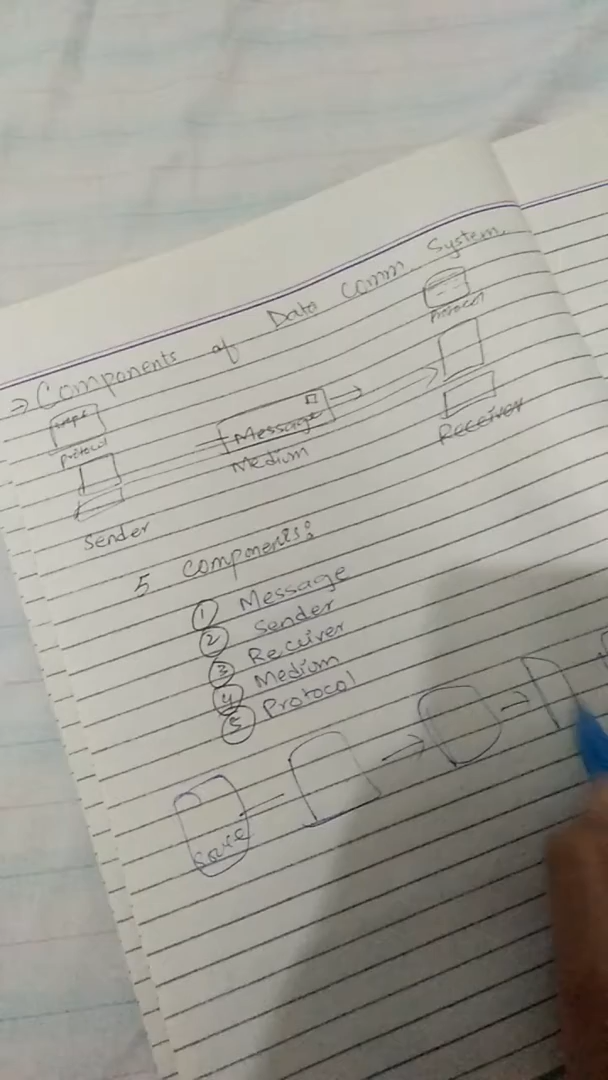 ⇒ Components of Data Comm. System.
Protocol
Protocol
Message
Medium
Receiver
Sender
5 Components:
① Message
② Sender
③ Receiver
④ Medium
⑤ Protocol